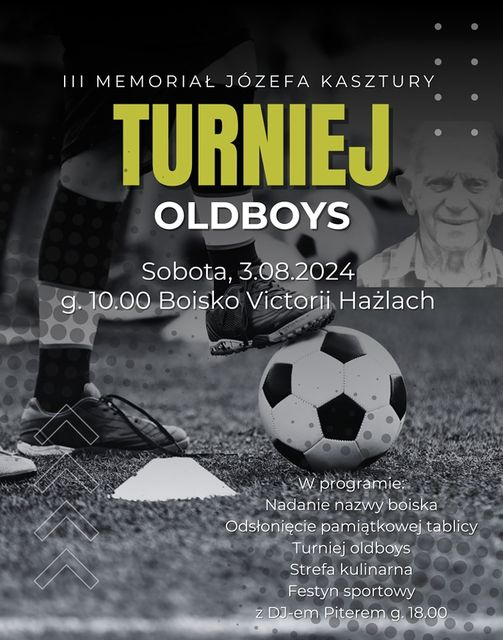 III MEMORIAŁ JÓZEFA KASZTURY
TURNIEJ
OLDBOYS
Sobota, 3.08.2024
g. 10.00 Boisko Victorii Hażlach
W programie:
Nadanie nazwy boiska
Odsłonięcie pamiątkowej tablicy
Turniej oldboys
Strefa kulinarna
Festyn sportowy
z DJ-em Piterem g. 18.00